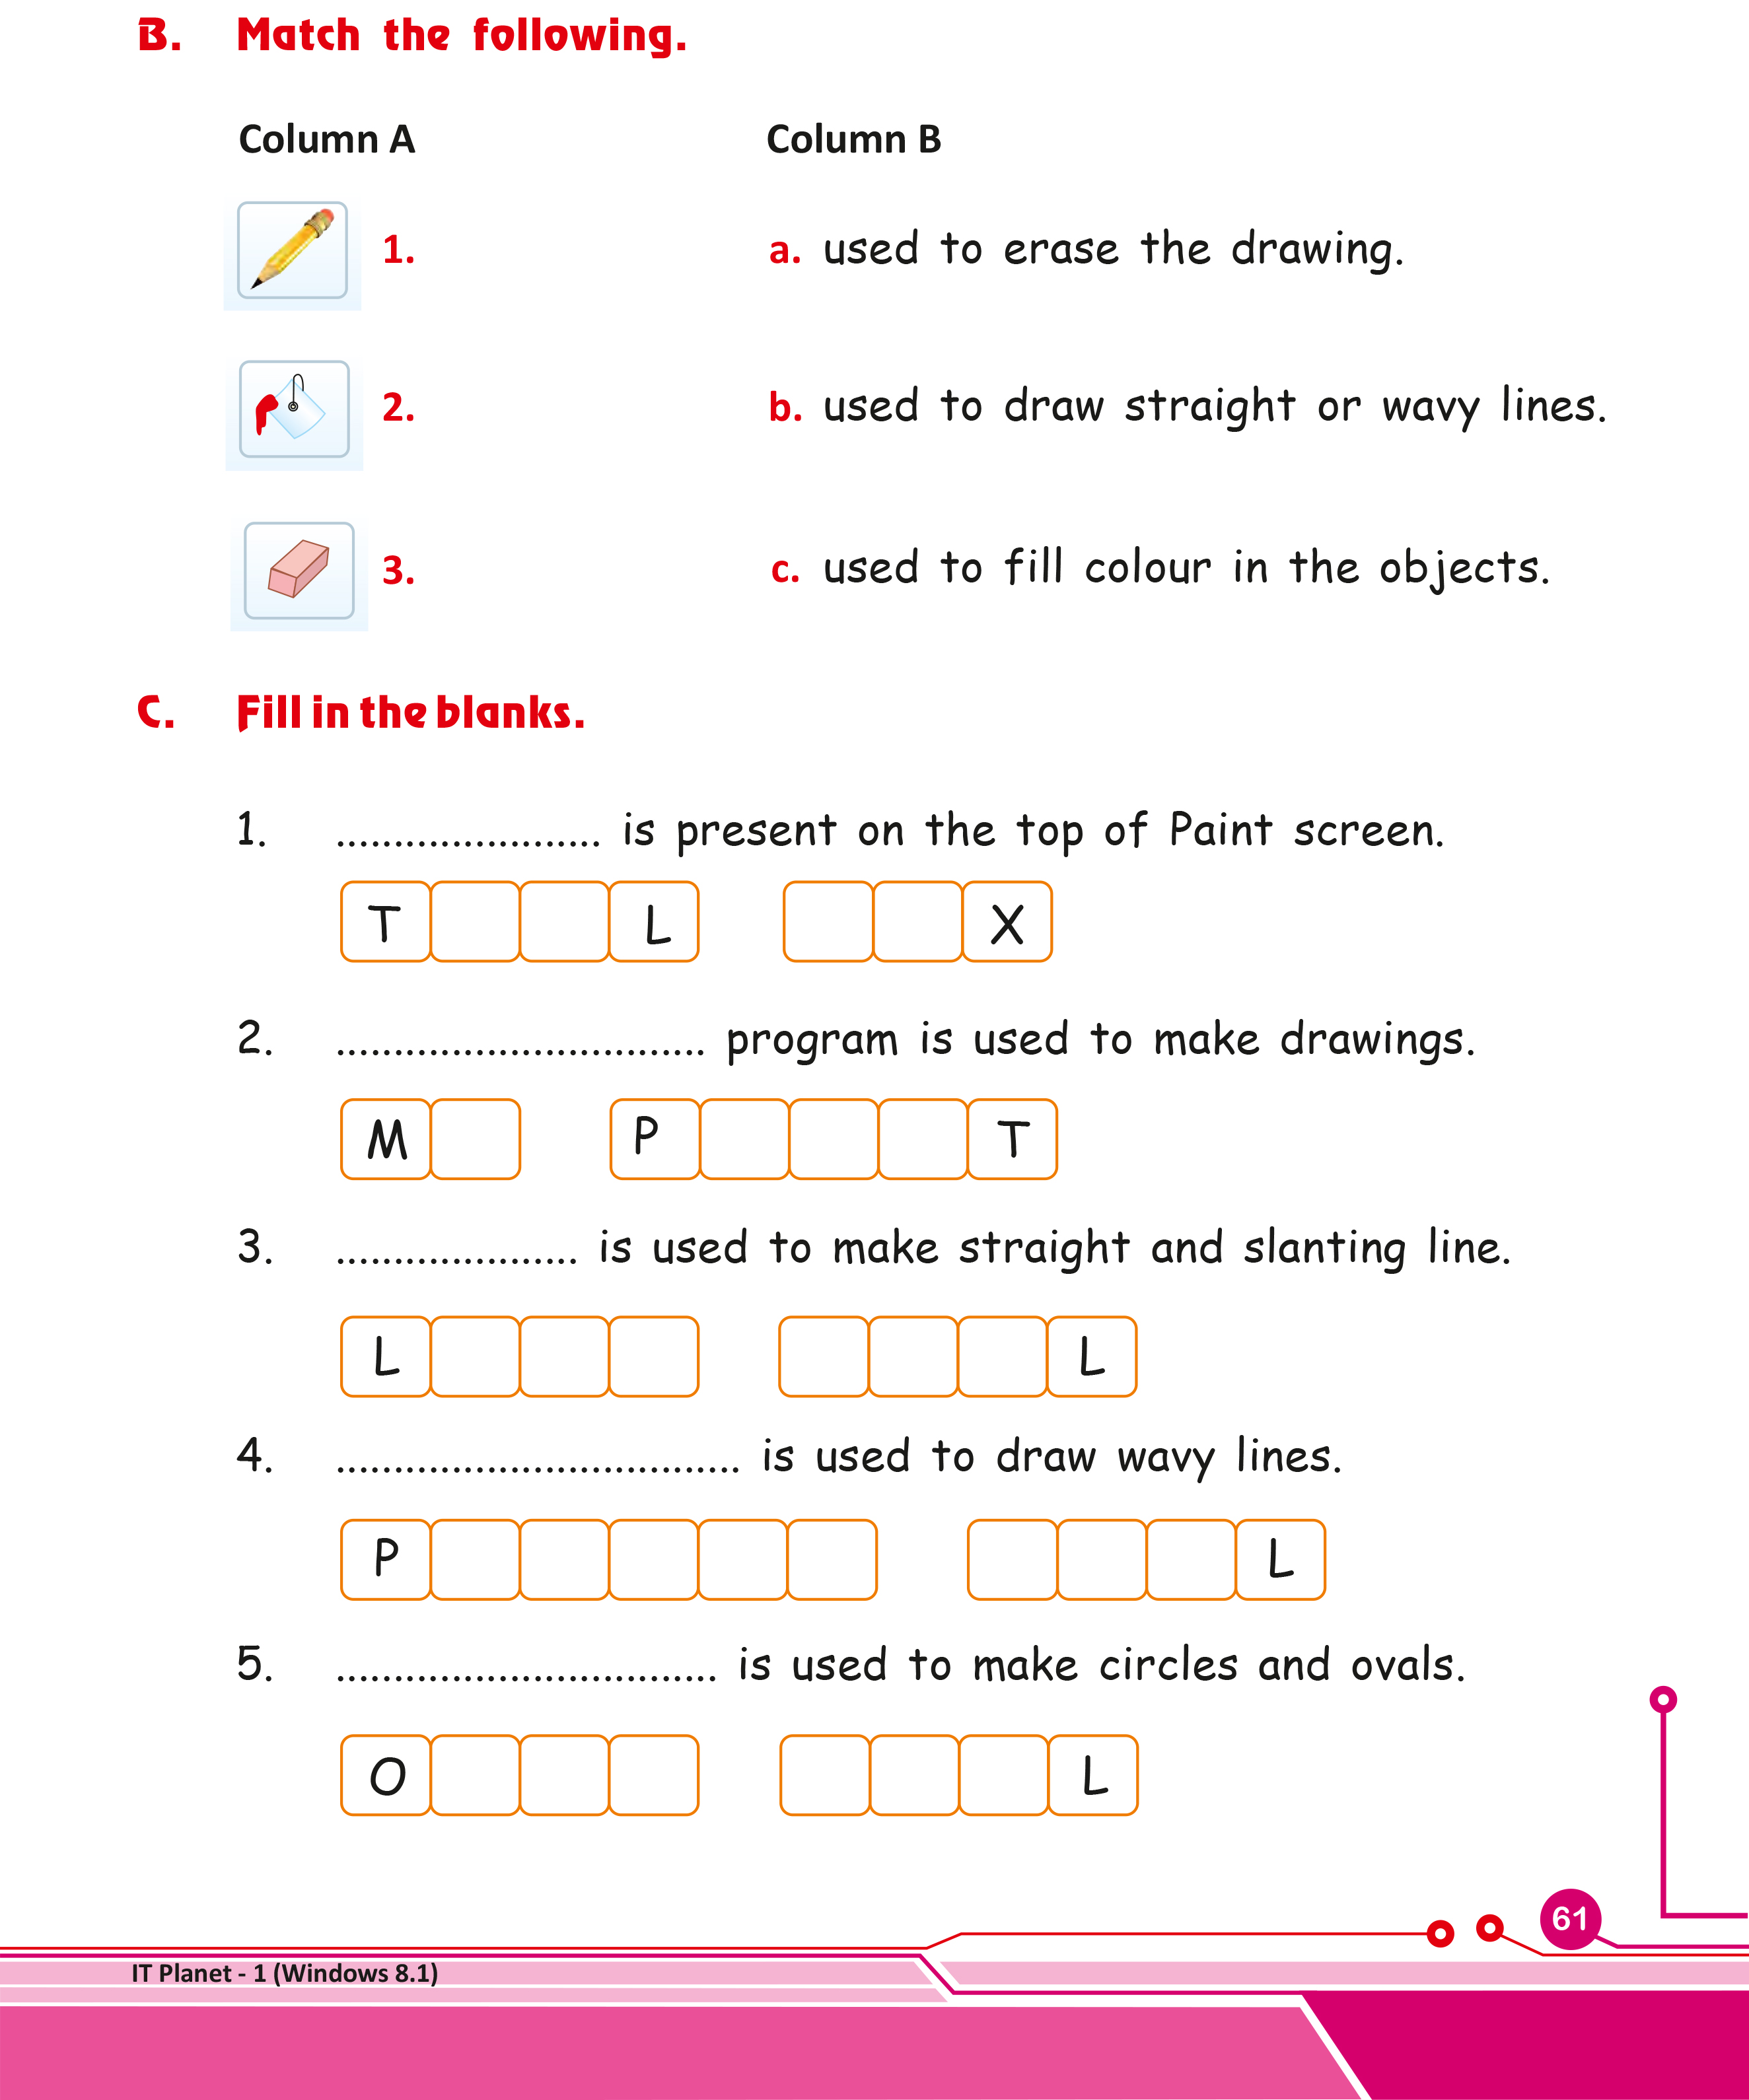 B. Match the following.
Column A Column B
1. a. used to erase the drawing.
2. b. used to draw straight or wavy lines.
3. c. used to fill colour in the objects.
C. Fill in the blanks.
1. ....................... is present on the top of Paint screen.
T L X
2. ................................ program is used to make drawings.
M P T
3. ..................... is used to make straight and slanting line.
L L
4. ................................... is used to draw wavy lines.
P L
5. ................................. is used to make circles and ovals.
O L
61
IT Planet - 1 (Windows 8.1)